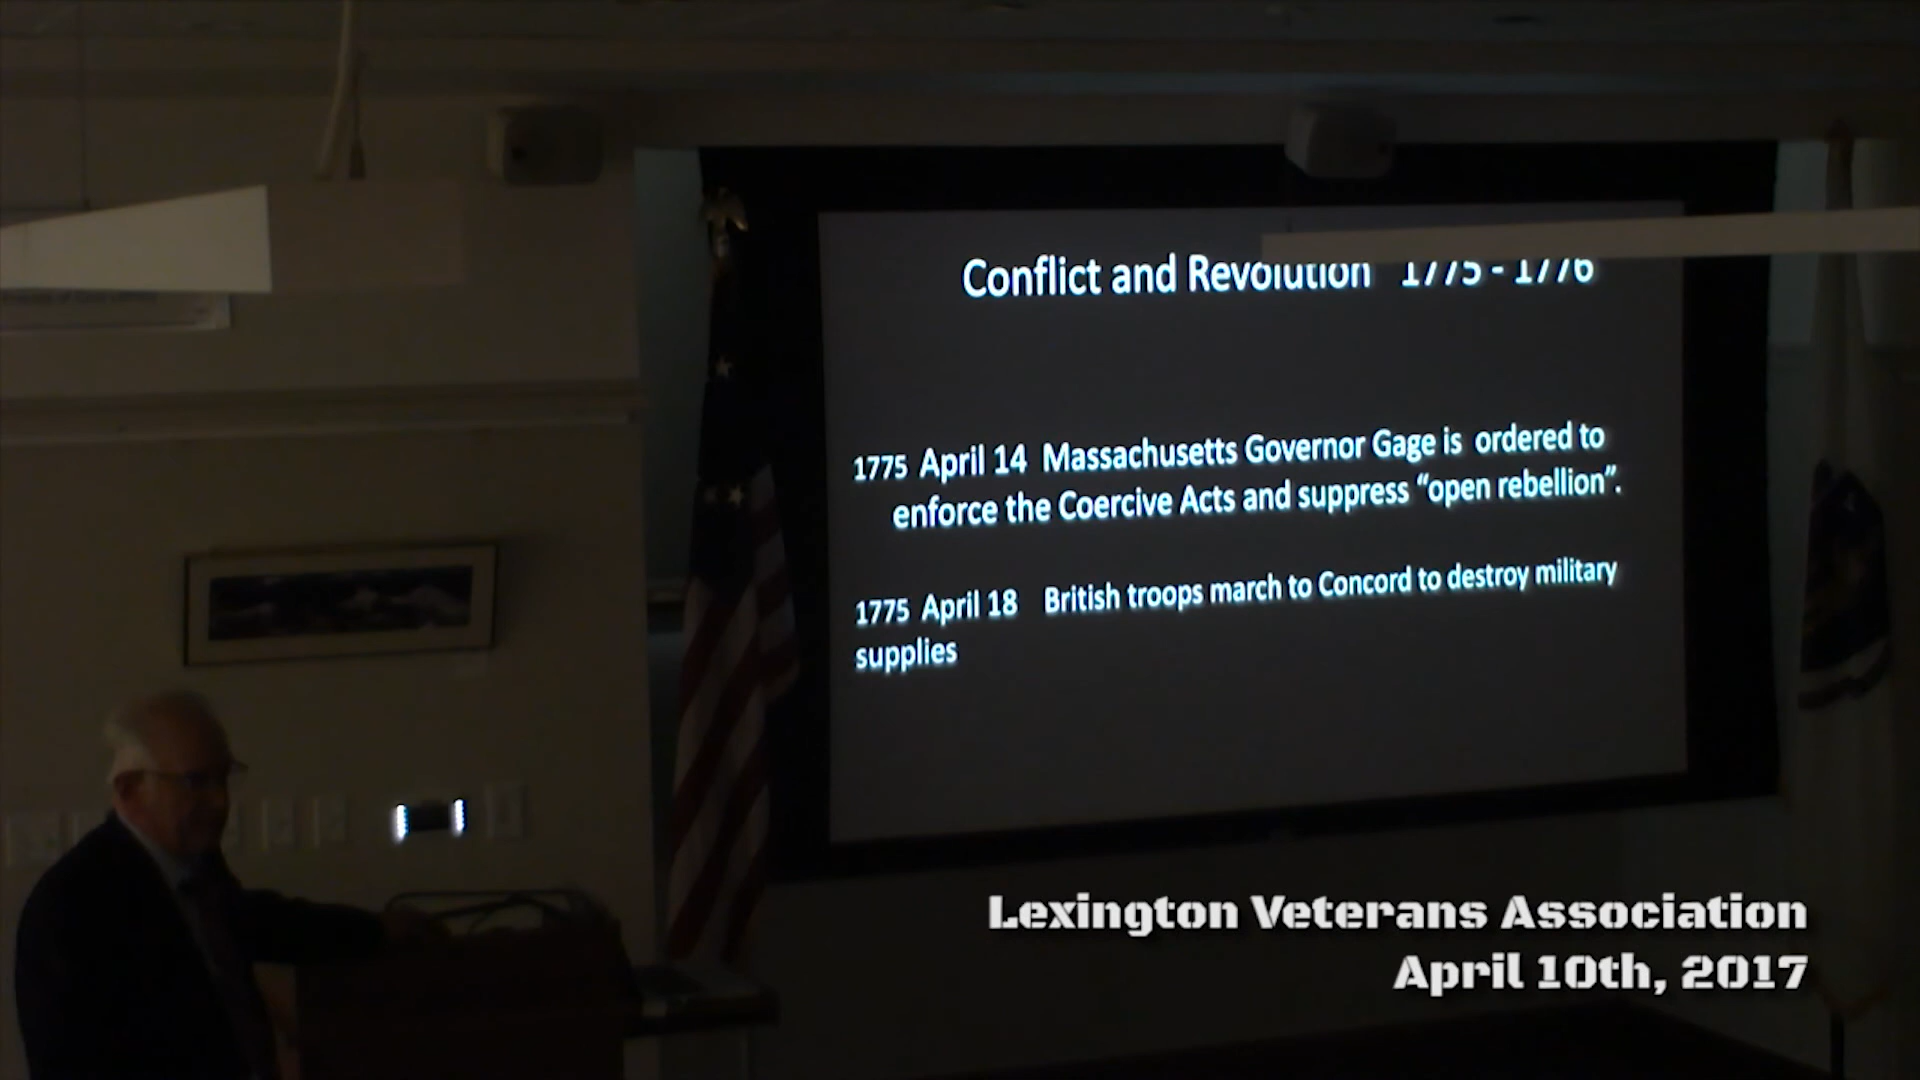 Conflict and Revolution 1775 - 1776
1775 April 14 Massachusetts Governor Gage is ordered to
enforce the Coercive Acts and suppress “open rebellion”.
1775 April 18 British troops march to Concord to destroy military
supplies
Lexington Veterans Association
April 10th, 2017